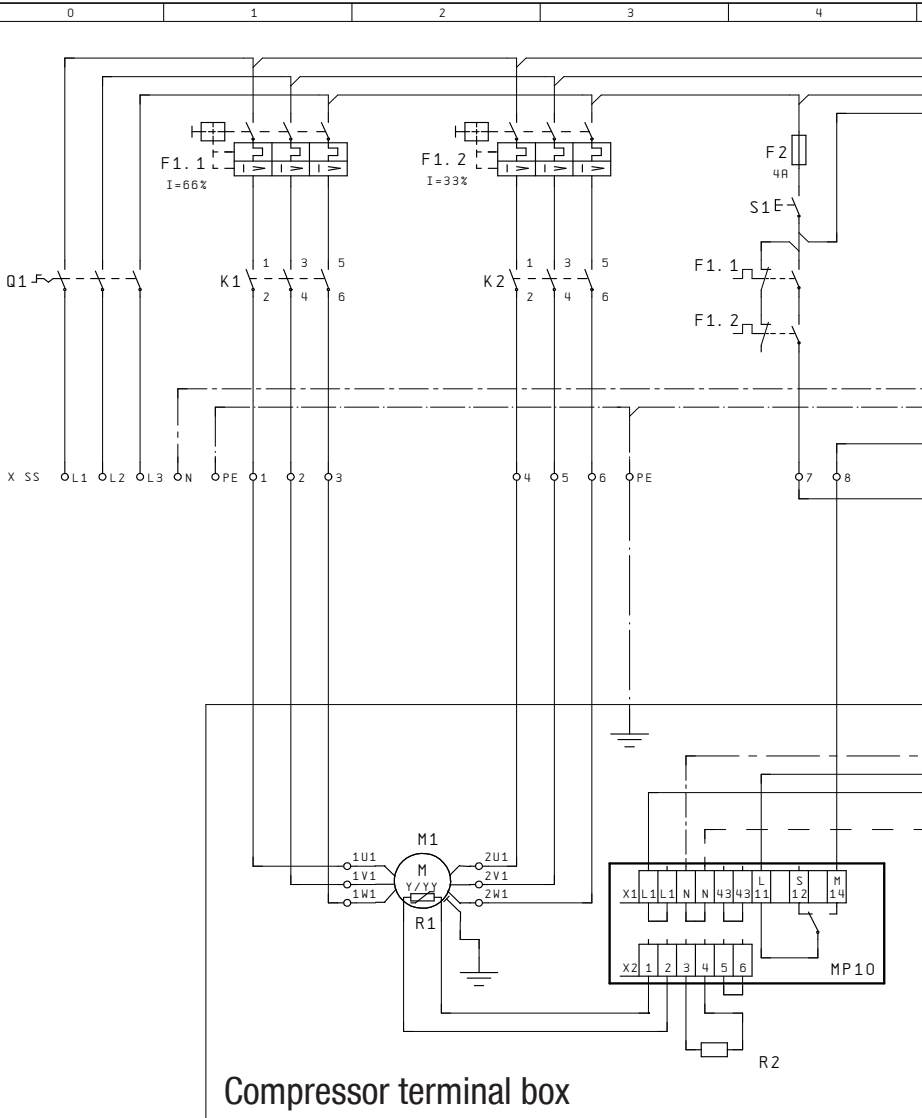 0 1 2 3 4
F1.1
I=66%
F1.2
I=33%
F2
4A
S1
Q1
K1
1 3 5
2 4 6
K2
1 3 5
2 4 6
F1.1
F1.2
X SS L1 L2 L3 N PE 1 2 3 4 5 6 PE 7 8
M1
1U1
1V1
1W1
M
Y/YY
2U1
2V1
2W1
R1
X1 L1 L1 N N 43 43 L 11 S 12 M 14
X2 1 2 3 4 5 6
MP10
R2
Compressor terminal box